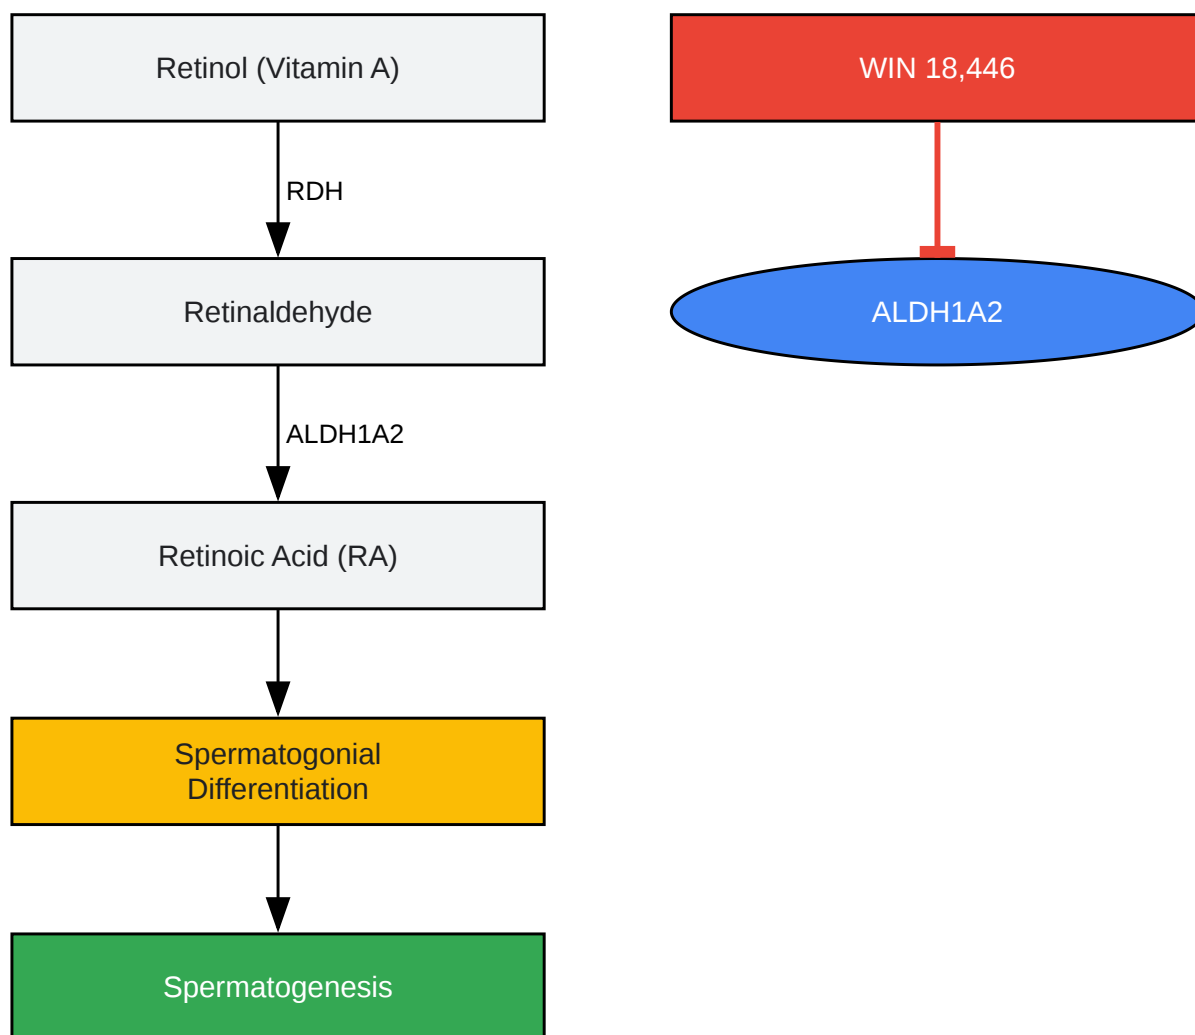 Retinol (Vitamin A)
WIN 18,446
RDH
Retinaldehyde
ALDH1A2
ALDH1A2
Retinoic Acid (RA)
Spermatogonial
Differentiation
Spermatogenesis